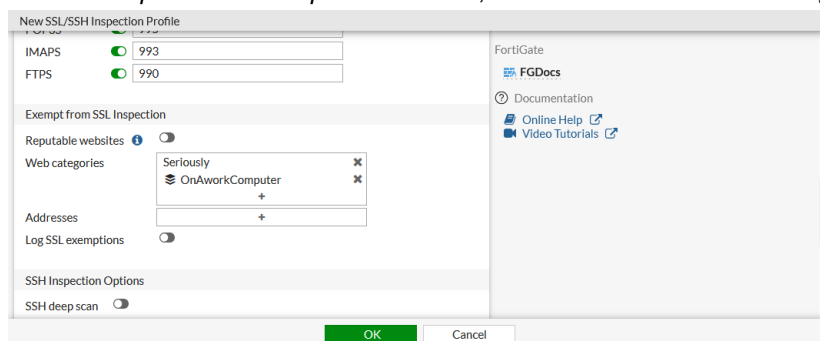 New SSL/SSH Inspection Profile
IMAPS 993
FTPS 990
Exempt from SSL Inspection
Reputable websites
Web categories
Seriously
OnAworkComputer
+
Addresses
+
Log SSL exemptions
SSH Inspection Options
SSH deep scan
FortiGate
FGDocs
Documentation
Online Help
Video Tutorials
OK
Cancel